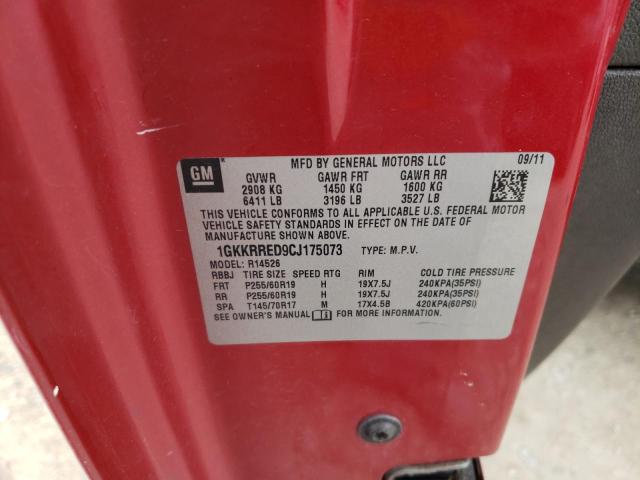 MFD BY GENERAL MOTORS LLC 09/11
GM GVWR GAWR FRT GAWR RR
2908 KG 1450 KG 1600 KG
6411 LB 3196 LB 3527 LB
THIS VEHICLE CONFORMS TO ALL APPLICABLE U.S. FEDERAL MOTOR
VEHICLE SAFETY STANDARDS IN EFFECT ON THE DATE OF
MANUFACTURE SHOWN ABOVE.
1GKKRRED9CJ175073 TYPE: M.P.V.
MODEL: R14526
RBBJ TIRE SIZE SPEED RTG RIM COLD TIRE PRESSURE
FRT P255/60R19 H 19X7.5J 240KPA(35PSI)
RR P255/60R19 H 19X7.5J 240KPA(35PSI)
SPA T145/70R17 M 17X4.5B 420KPA(60PSI)
SEE OWNER'S MANUAL FOR MORE INFORMATION.